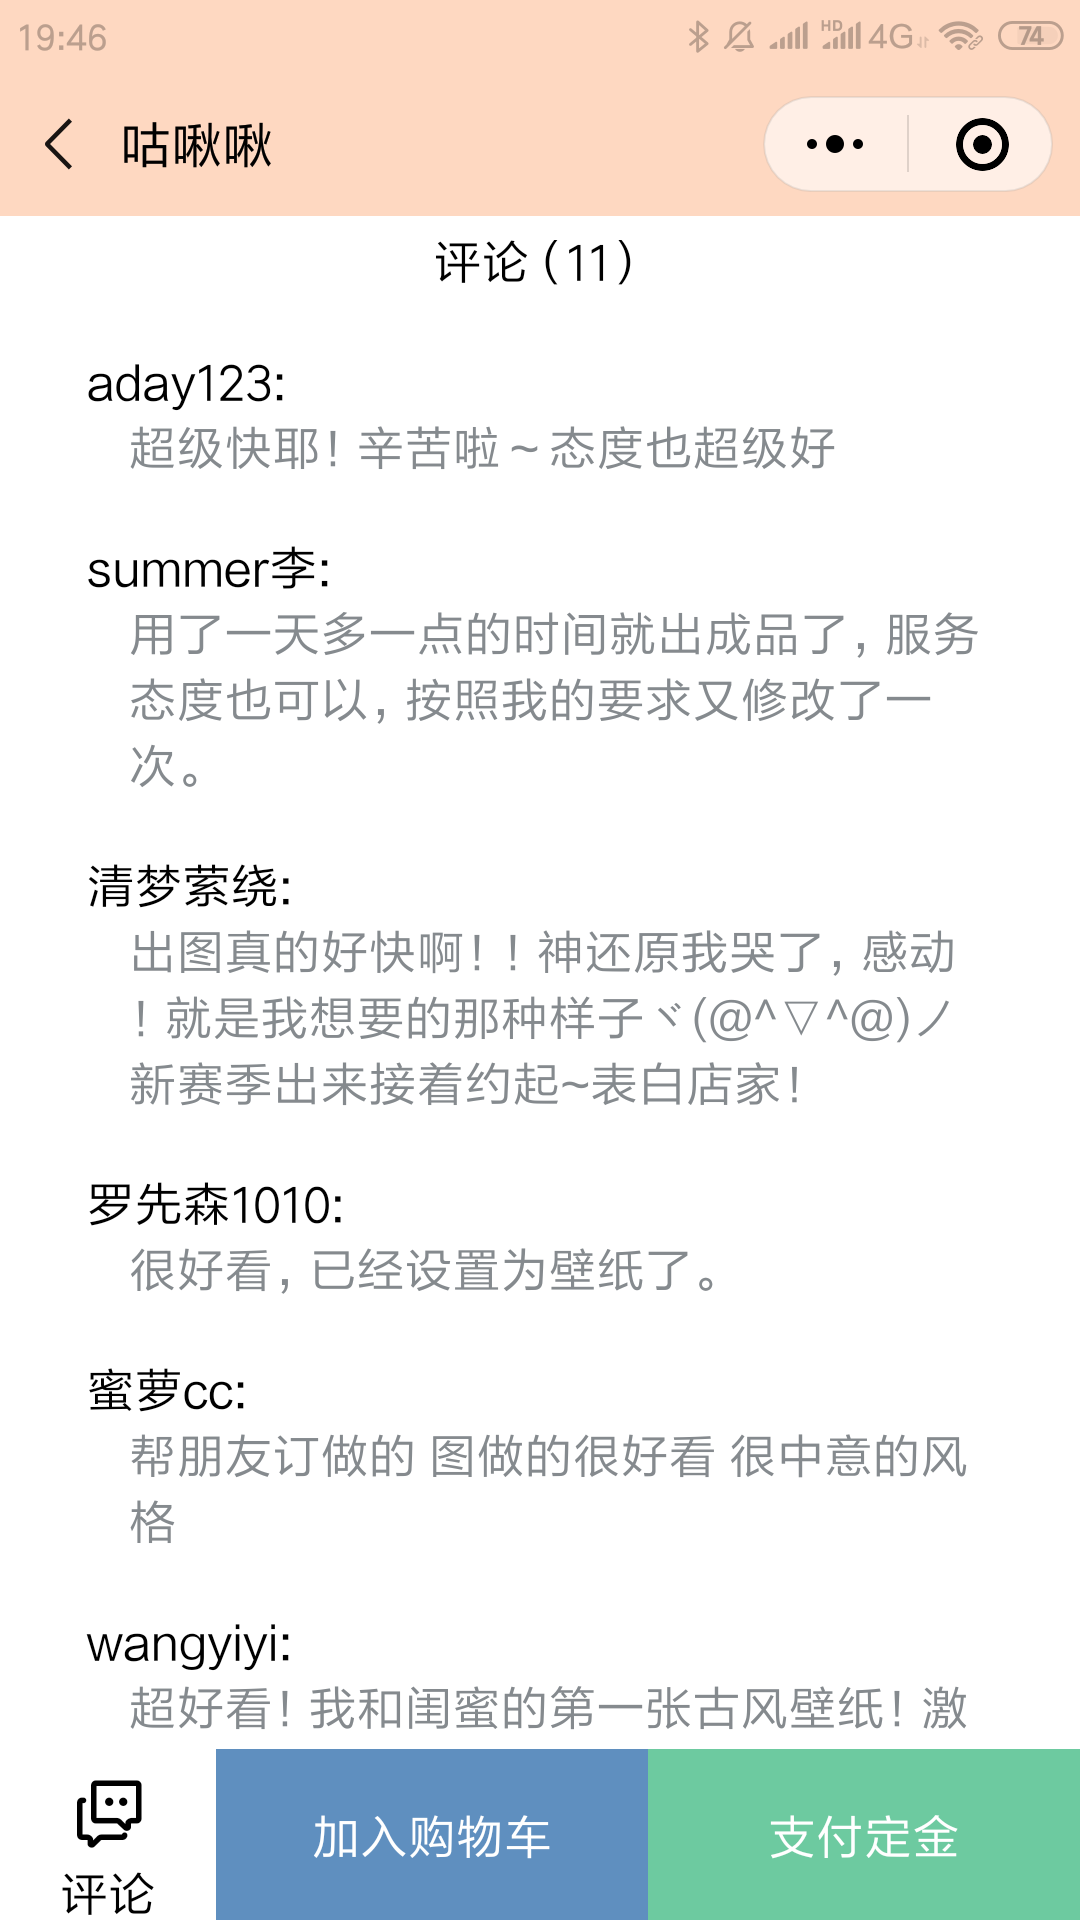 19:46
HD 4G 74
咕啾啾
评论（11）
aday123:
超级快耶！辛苦啦～态度也超级好
summer李:
用了一天多一点的时间就出成品了，服务
态度也可以，按照我的要求又修改了一
次。
清梦萦绕:
出图真的好快啊！！神还原我哭了，感动
！就是我想要的那种样子ヾ(@^▽^@)ノ
新赛季出来接着约起~表白店家！
罗先森1010:
很好看，已经设置为壁纸了。
蜜萝cc:
帮朋友订做的 图做的很好看 很中意的风
格
wangyiyi:
超好看！我和闺蜜的第一张古风壁纸！激
评论
加入购物车
支付定金